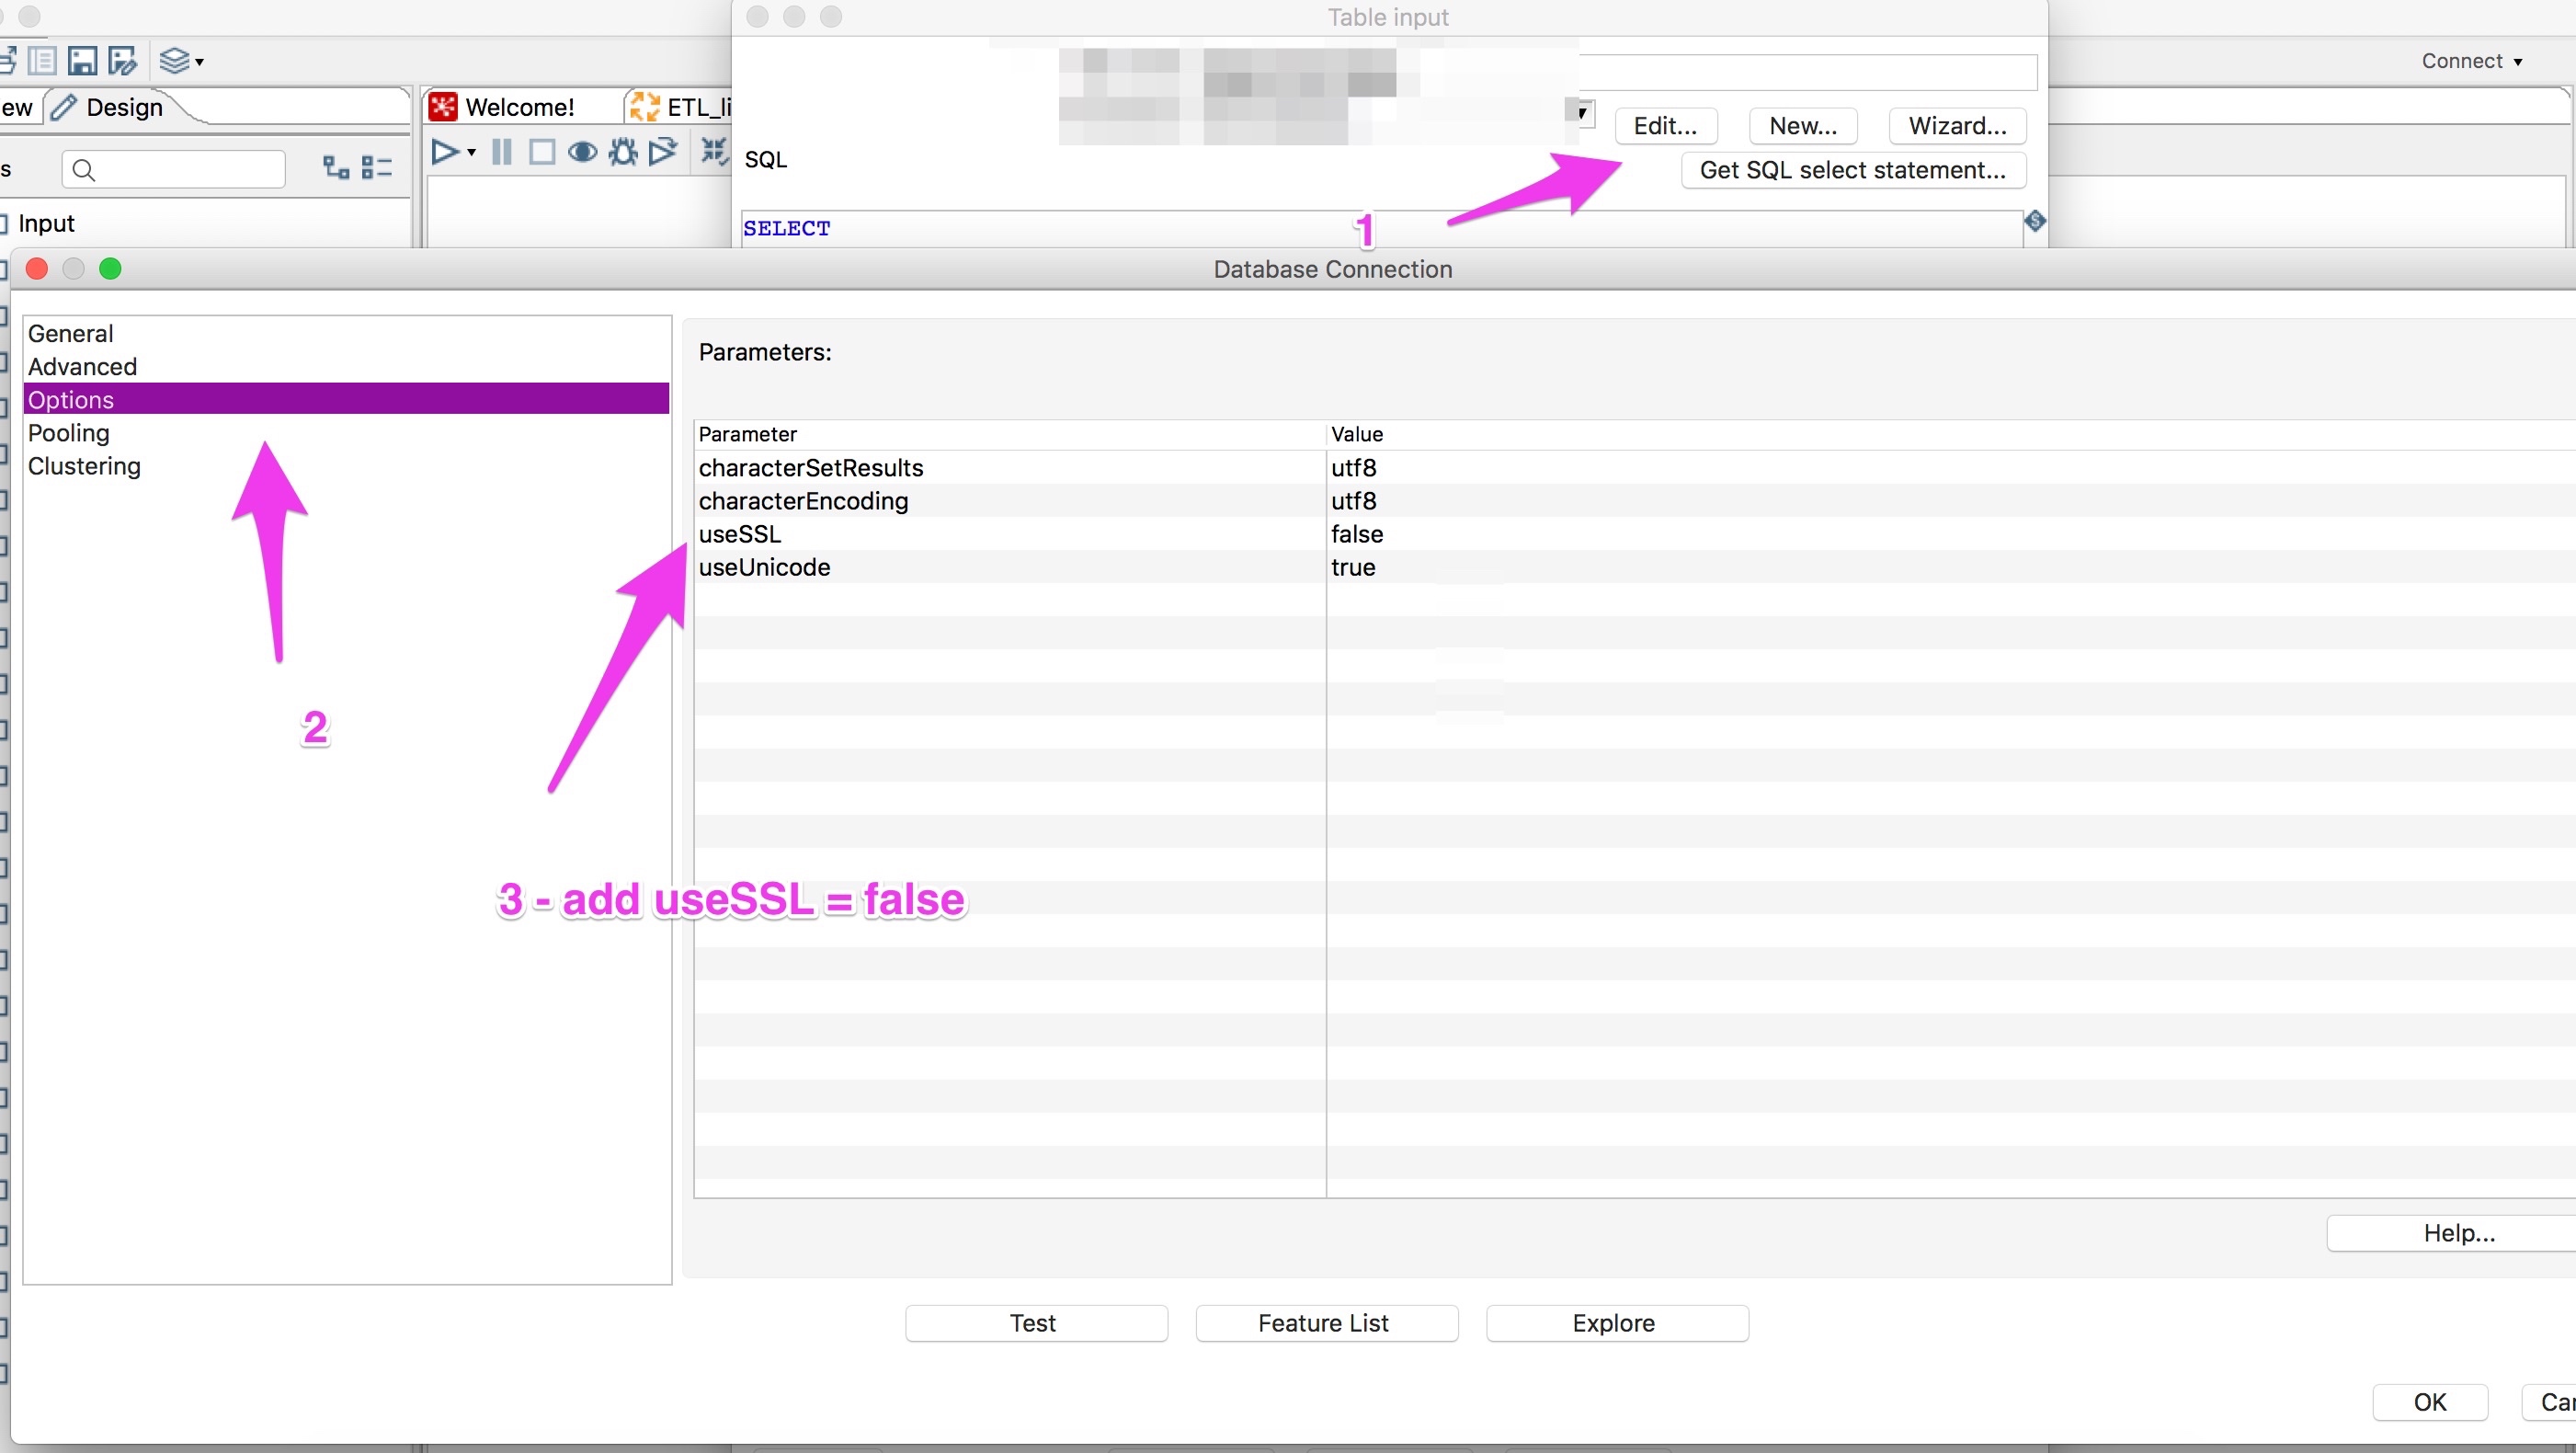 Table input
Connect
ew
Design
Welcome!
ETL_li
Edit...
New...
Wizard...
s
SQL
Get SQL select statement...
Input
SELECT
1
Database Connection
General
Advanced
Options
Pooling
Clustering
Parameters:
Parameter Value
characterSetResults utf8
characterEncoding utf8
useSSL false
useUnicode true
2
3 - add useSSL = false
Help...
Test
Feature List
Explore
OK
Can